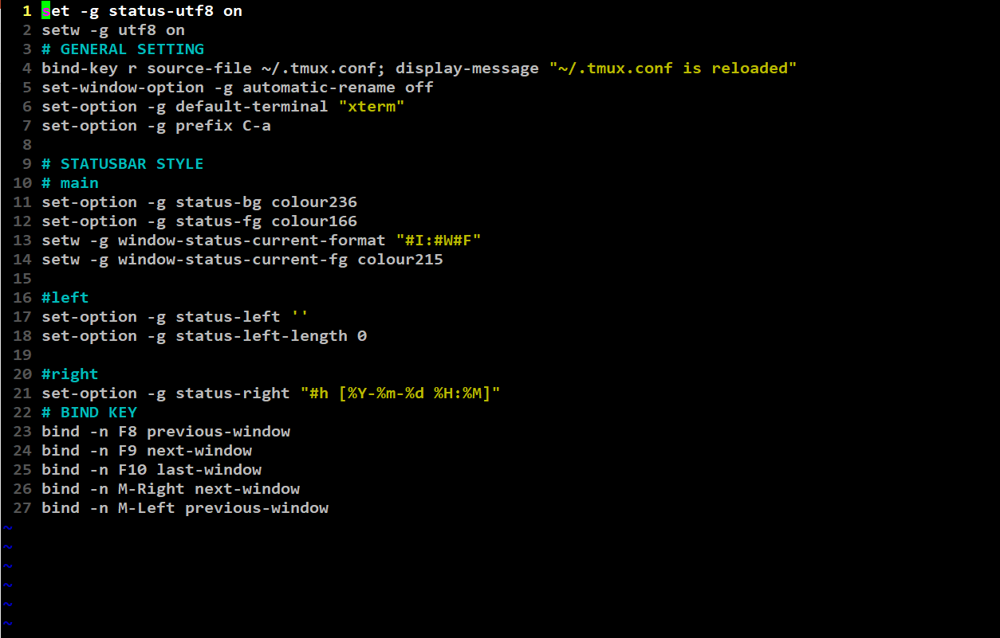 1 set -g status-utf8 on
2 setw -g utf8 on
3 # GENERAL SETTING
4 bind-key r source-file ~/.tmux.conf; display-message "~/.tmux.conf is reloaded"
5 set-window-option -g automatic-rename off
6 set-option -g default-terminal "xterm"
7 set-option -g prefix C-a
8
9 # STATUSBAR STYLE
10 # main
11 set-option -g status-bg colour236
12 set-option -g status-fg colour166
13 setw -g window-status-current-format "#I:#W#F"
14 setw -g window-status-current-fg colour215
15
16 #left
17 set-option -g status-left ''
18 set-option -g status-left-length 0
19
20 #right
21 set-option -g status-right "#h [%Y-%m-%d %H:%M]"
22 # BIND KEY
23 bind -n F8 previous-window
24 bind -n F9 next-window
25 bind -n F10 last-window
26 bind -n M-Right next-window
27 bind -n M-Left previous-window
~
~
~
~
~
~